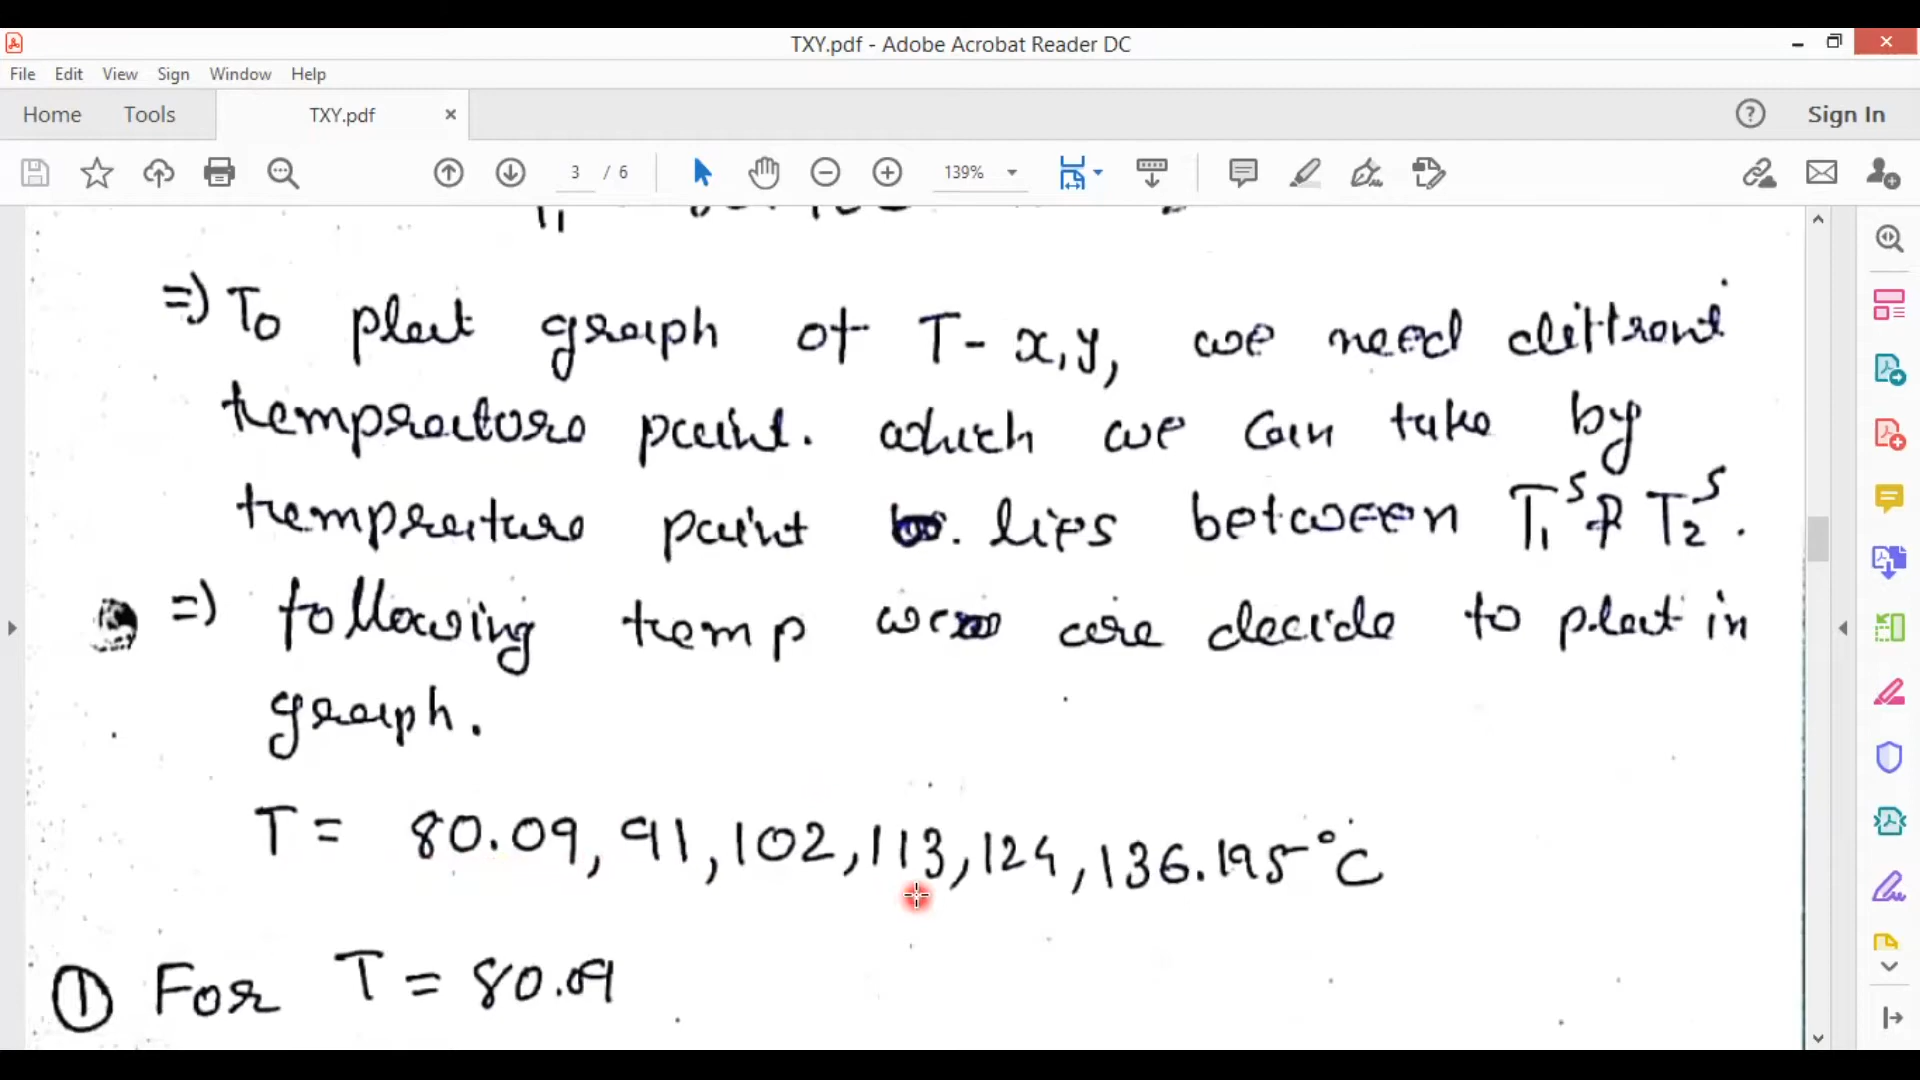 TXY.pdf - Adobe Acrobat Reader DC
File Edit View Sign Window Help
Home Tools TXY.pdf × ? Sign In
3 / 6 139%
=) To plot graph of T- x,y, we need diffrent
temprature point. which we can take by
temprature point lies between T₁ˢ & T₂ˢ.
=) following temp we are decide to plot in
graph.
T = 80.09, 91, 102, 113, 124, 136.195 °C
① For T = 80.09